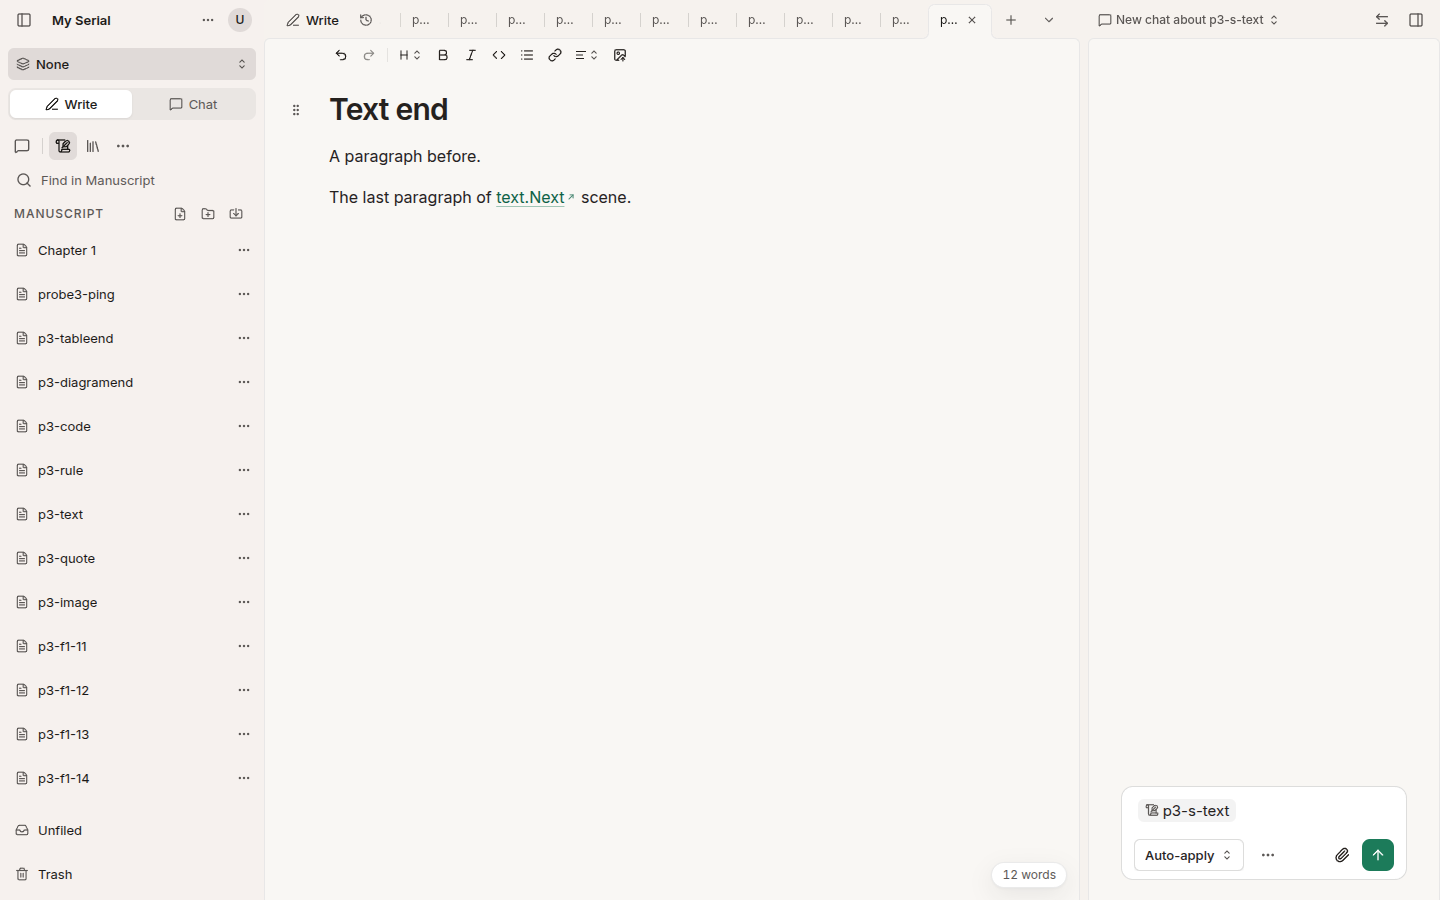 My Serial
U
None
Write
Chat
Find in Manuscript
MANUSCRIPT
Chapter 1
probe3-ping
p3-tableend
p3-diagramend
p3-code
p3-rule
p3-text
p3-quote
p3-image
p3-f1-11
p3-f1-12
p3-f1-13
p3-f1-14
Unfiled
Trash
Write
p...
p...
p...
p...
p...
p...
p...
p...
p...
p...
p...
p...
H
B
I
Text end
A paragraph before.
The last paragraph of text.Next scene.
12 words
New chat about p3-s-text
p3-s-text
Auto-apply